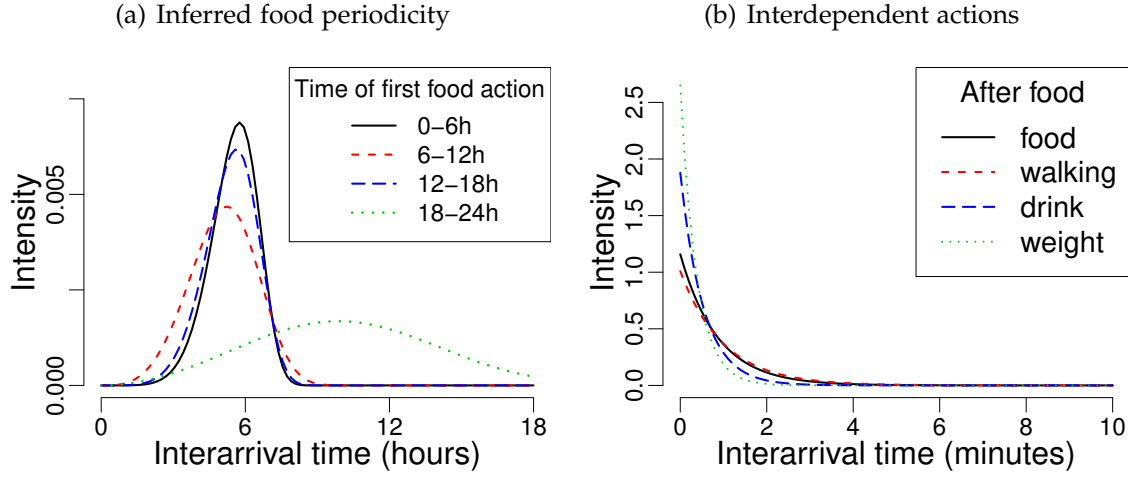 (a) Inferred food periodicity
Intensity
0.000
0.005
Time of first food action
0−6h
6−12h
12−18h
18−24h
0
6
12
18
Interarrival time (hours)
(b) Interdependent actions
Intensity
0.0
0.5
1.0
1.5
2.0
2.5
After food
food
walking
drink
weight
0
2
4
6
8
10
Interarrival time (minutes)